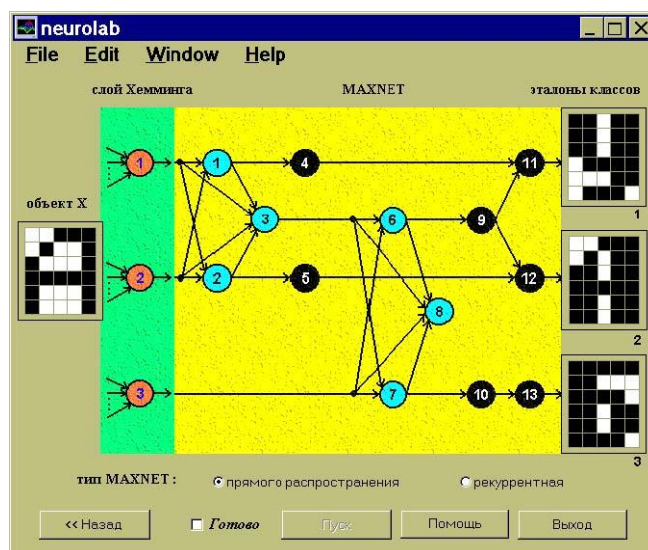 neurolab
File Edit Window Help
слой Хемминга MAXNET эталоны классов
1 1 4 11
объект X
3 6 9
1
2 2 5 12
8
2
3 7 10 13
3
тип MAXNET : прямого распространения рекуррентная
<< Назад Готово Пуск Помощь Выход